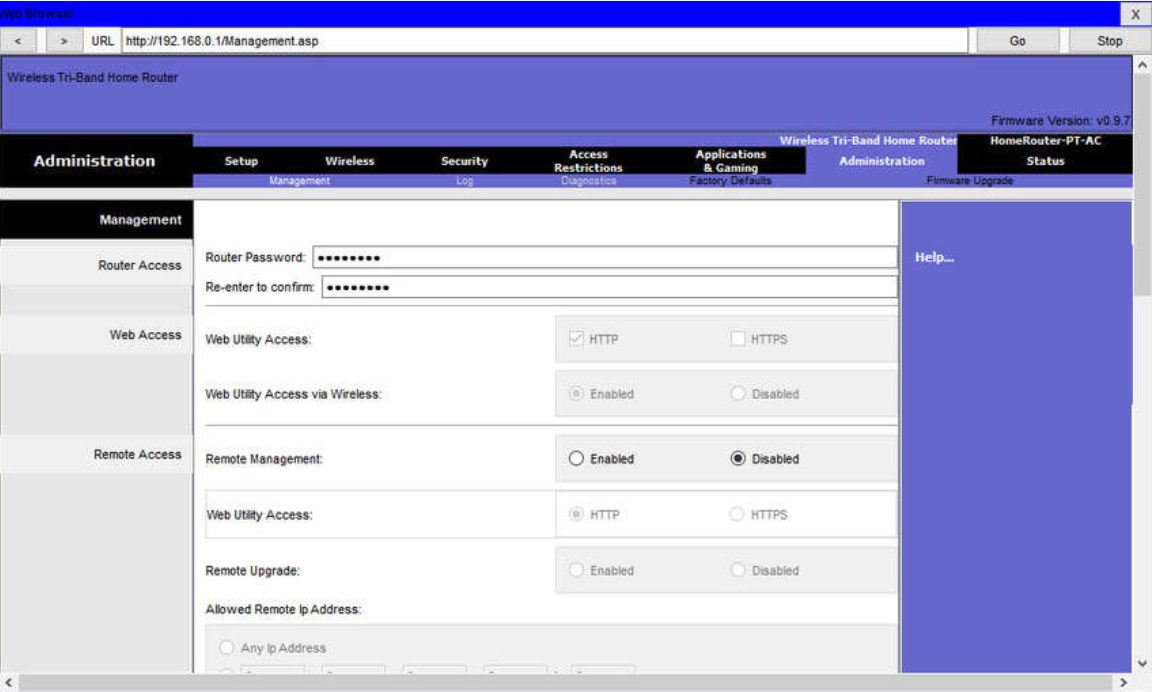 Web Browser
X
< > URL http://192.168.0.1/Management.asp Go Stop
Wireless Tri-Band Home Router
Firmware Version: v0.9.7
Wireless Tri-Band Home Router HomeRouter-PT-AC
Administration Setup Wireless Security Access Restrictions Applications & Gaming Administration Status
Management Log Diagnostics Factory Defaults Firmware Upgrade
Management
Router Access
Router Password: ••••••••
Help...
Re-enter to confirm: ••••••••
Web Access
Web Utility Access: HTTP HTTPS
Web Utility Access via Wireless: Enabled Disabled
Remote Access
Remote Management: Enabled Disabled
Web Utility Access: HTTP HTTPS
Remote Upgrade: Enabled Disabled
Allowed Remote Ip Address:
Any Ip Address